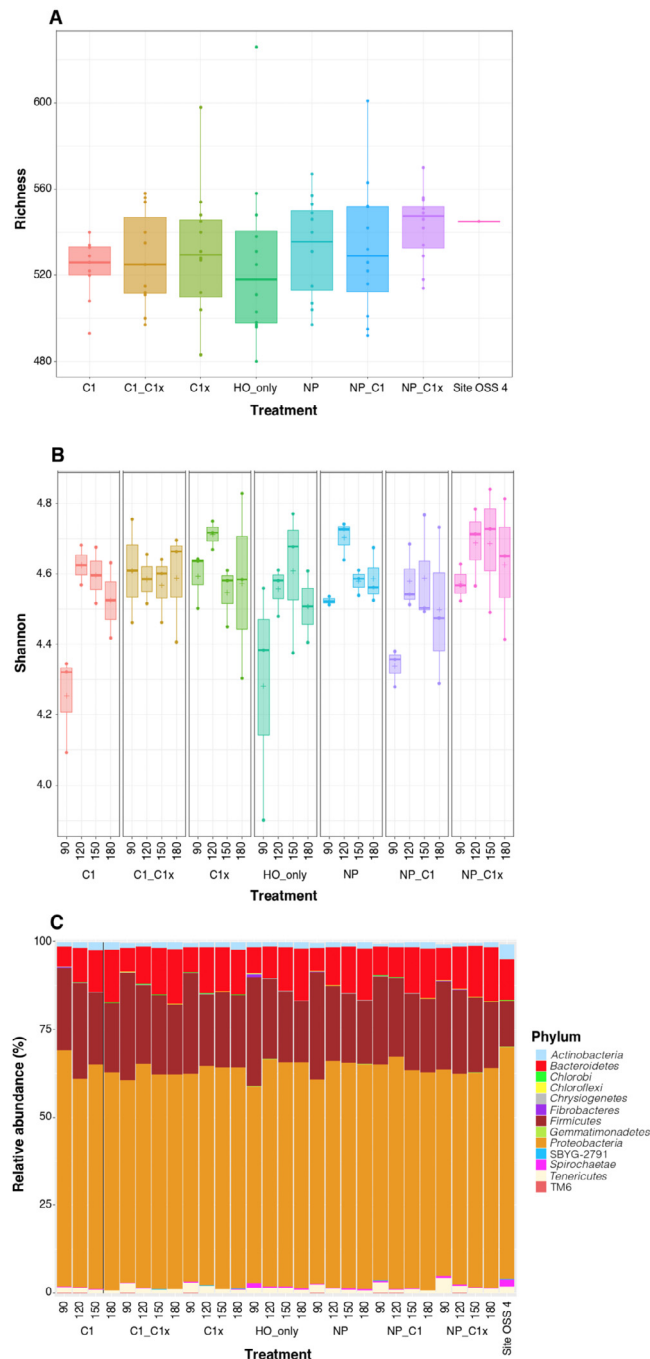 A
Richness
600
560
520
480
C1 C1_C1x C1x HO_only NP NP_C1 NP_C1x Site OSS 4
Treatment
B
Shannon
4.8
4.6
4.4
4.2
4.0
90 120 150 180 90 120 150 180 90 120 150 180 90 120 150 180 90 120 150 180 90 120 150 180 90 120 150 180
C1 C1_C1x C1x HO_only NP NP_C1 NP_C1x
Treatment
C
Relative abundance (%)
100
75
50
25
0
Phylum
Actinobacteria
Bacteroidetes
Chlorobi
Chloroflexi
Chrysiogenetes
Fibrobacteres
Firmicutes
Gemmatimonadetes
Proteobacteria
SBYG-2791
Spirochaetae
Tenericutes
TM6
90 120 150 180 90 120 150 180 90 120 150 180 90 120 150 180 90 120 150 180 90 120 150 180 90 120 150 180 Site OSS 4
C1 C1_C1x C1x HO_only NP NP_C1 NP_C1x
Treatment